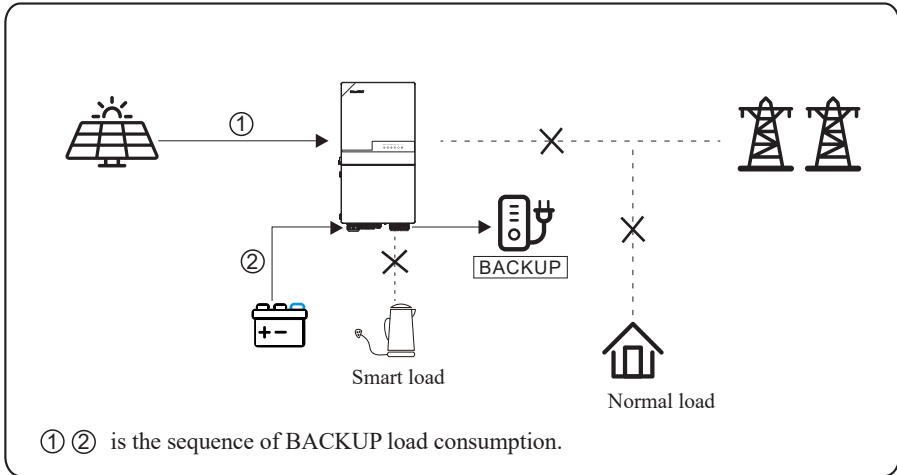 ①
②
BACKUP
Smart load
Normal load
① ② is the sequence of BACKUP load consumption.